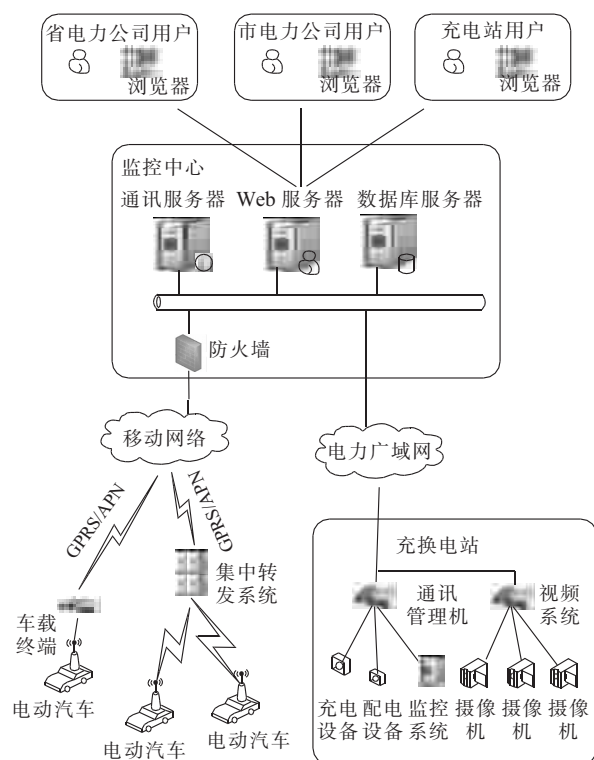 省电力公司用户
浏览器
市电力公司用户
浏览器
充电站用户
浏览器
监控中心
通讯服务器
Web 服务器
数据库服务器
防火墙
移动网络
电力广域网
GPRS/APN
GPRS/APN
集中转
发系统
车载
终端
电动汽车
电动汽车
电动汽车
充换电站
通讯
管理机
视频
系统
充电
设备
配电
设备
监控
系统
摄像
机
摄像
机
摄像
机